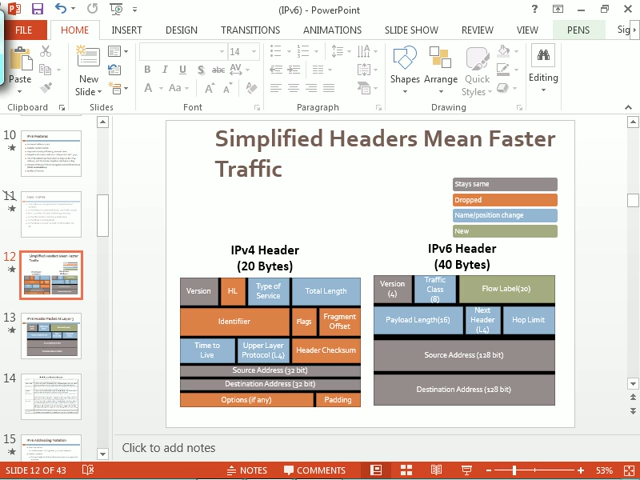 (IPv6) - PowerPoint
FILE
HOME
INSERT
DESIGN
TRANSITIONS
ANIMATIONS
SLIDE SHOW
REVIEW
VIEW
PENS
Sig
Paste
New
Slide
14
B I U S abc AV
Aa A
Shapes
Arrange
Quick
Styles
Editing
Clipboard
Slides
Font
Paragraph
Drawing
10
11
12
13
14
15
Simplified Headers Mean Faster
Traffic
Stays same
Dropped
Name/position change
New
IPv4 Header
(20 Bytes)
Version
HL
Type of
Service
Total Length
Identifier
Flags
Fragment
Offset
Time to
Live
Upper Layer
Protocol (L4)
Header Checksum
Source Address (32 bit)
Destination Address (32 bit)
Options (if any)
Padding
IPv6 Header
(40 Bytes)
Version
(4)
Traffic
Class
(8)
Flow Label(20)
Payload Length(16)
Next
Header
(L4)
Hop Limit
Source Address (128 bit)
Destination Address (128 bit)
Click to add notes
SLIDE 12 OF 43
NOTES
COMMENTS
53%